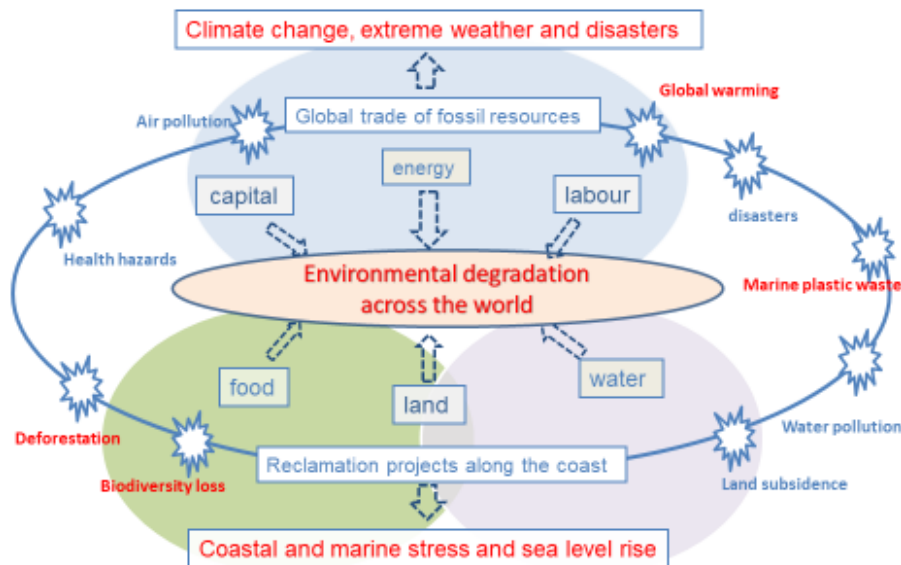 Climate change, extreme weather and disasters
Global warming
Air pollution
Global trade of fossil resources
energy
capital
labour
disasters
Health hazards
Environmental degradation
across the world
Marine plastic waste
food
land
water
Deforestation
Water pollution
Reclamation projects along the coast
Biodiversity loss
Land subsidence
Coastal and marine stress and sea level rise